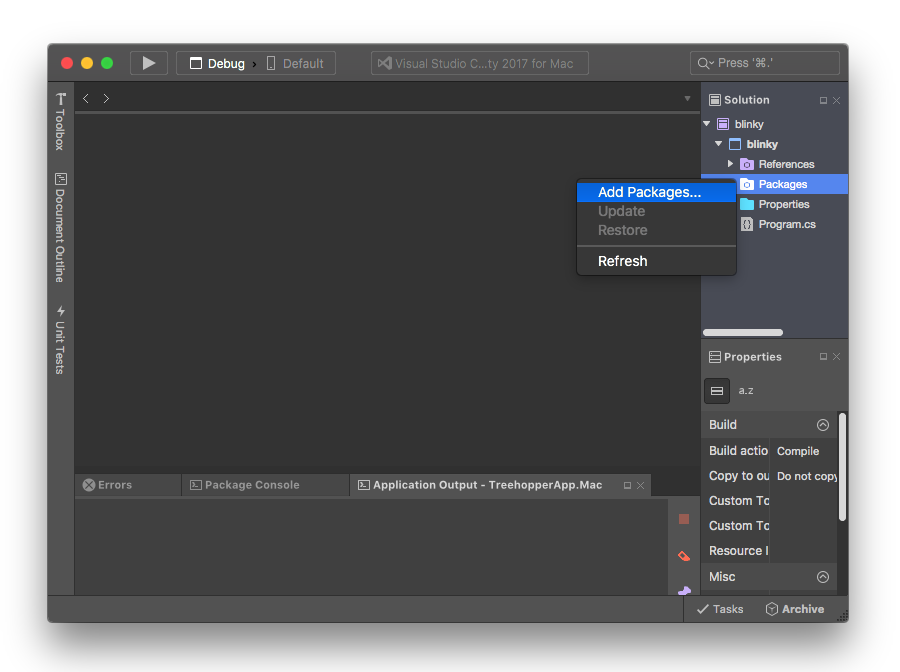 Debug › Default
Visual Studio C...ty 2017 for Mac
Press '⌘.'
Toolbox
Document Outline
Unit Tests
Solution
blinky
blinky
References
Packages
Properties
Program.cs
Add Packages...
Update
Restore
Refresh
Properties
a.z
Build
Build actio Compile
Copy to ou Do not copy
Custom To
Custom To
Resource I
Misc
Errors
Package Console
Application Output - TreehopperApp.Mac
Tasks
Archive